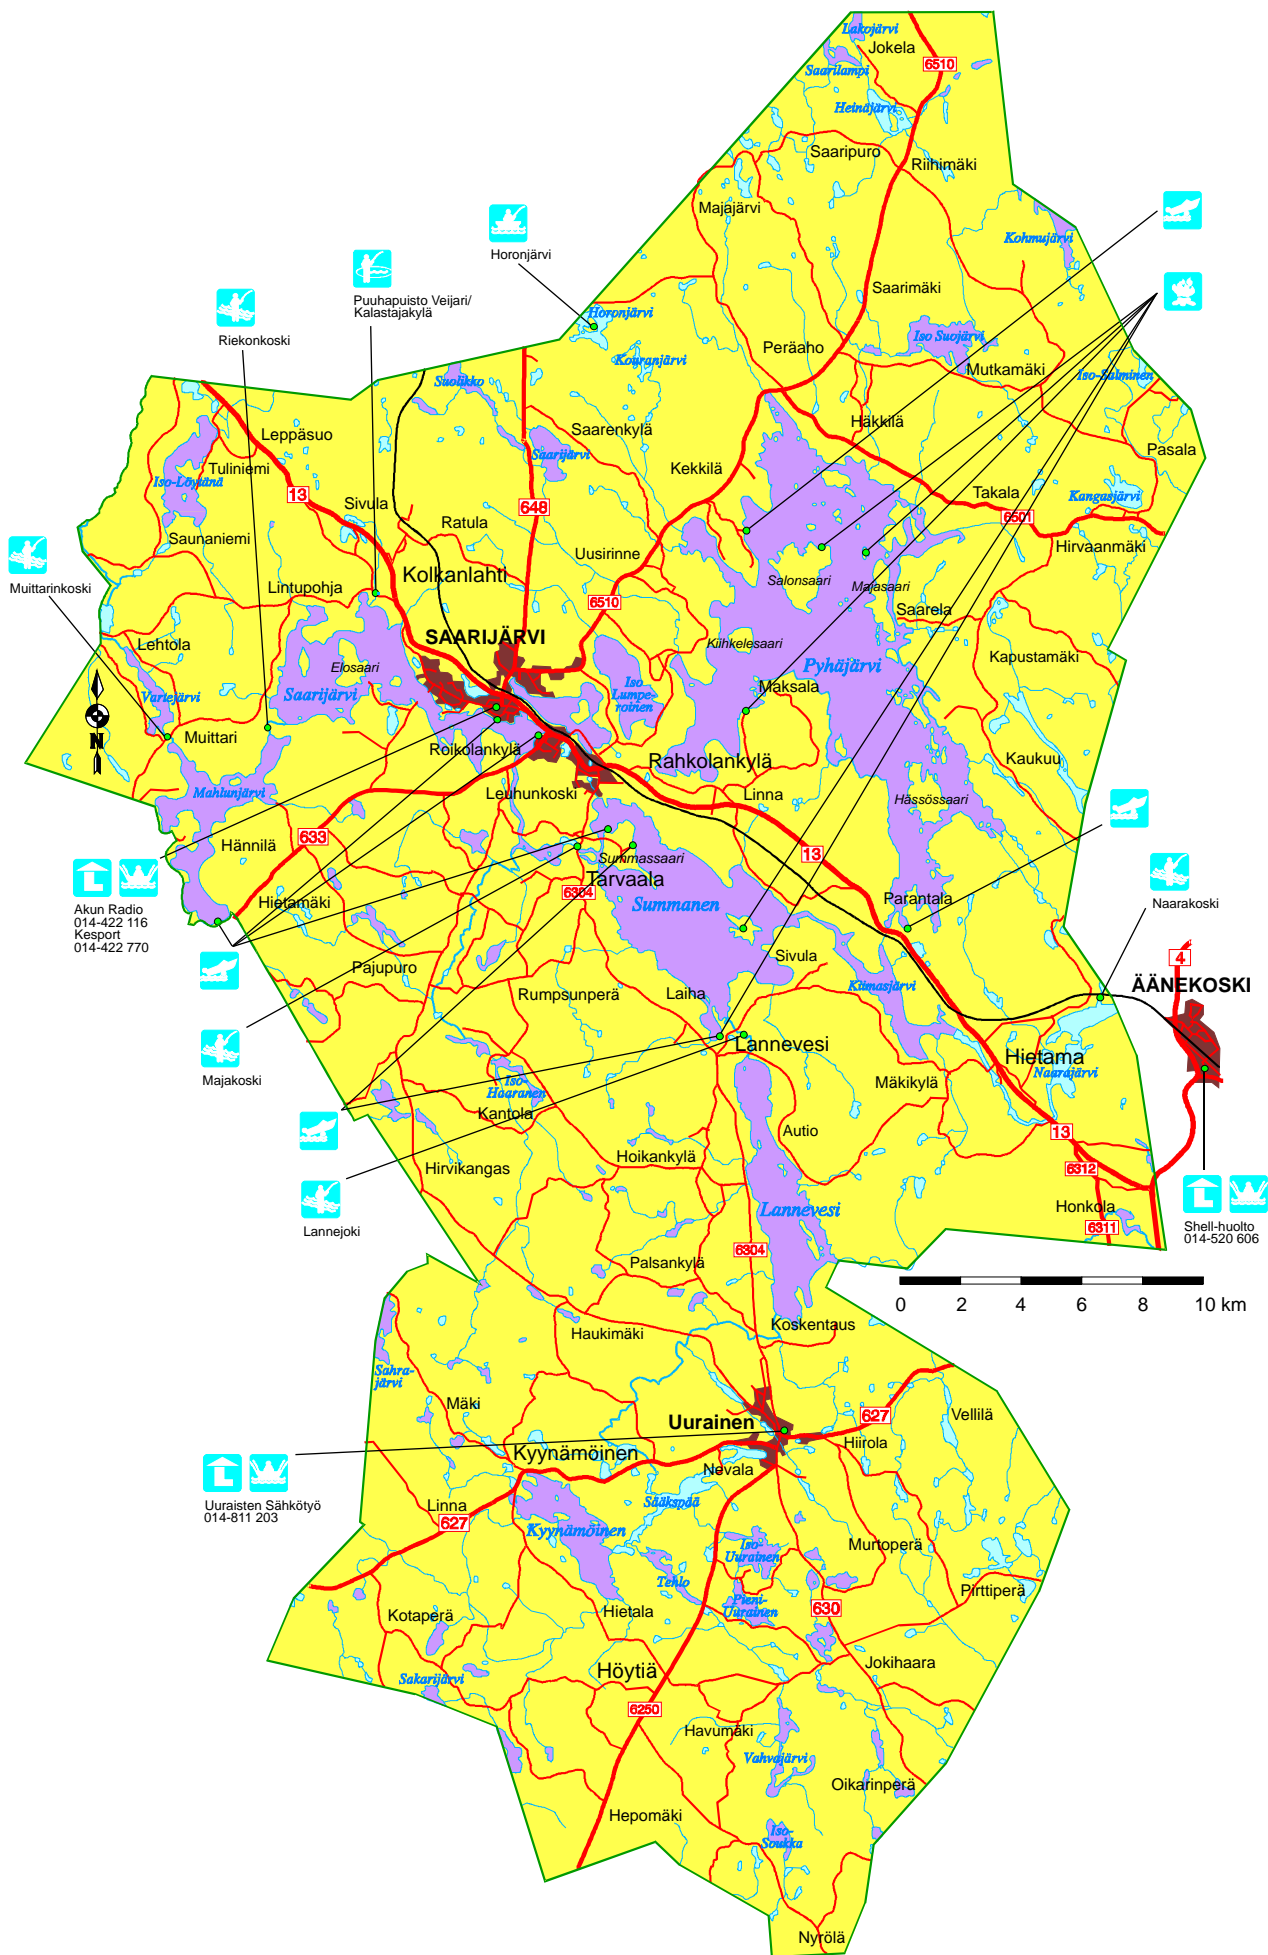 Lakojärvi
Jokela
6510
Saarilampi
Heinäjärvi
Saaripuro
Riihimäki
Majajärvi
Kohmujärvi
Horonjärvi
Puuhapuisto Veijari/
Kalastajakylä
Saarimäki
Riekonkoski
Horonjärvi
Peräaho
Iso Suojärvi
Kouranjärvi
Mutkamäki
Iso-Salminen
Suolikko
Häkkilä
Saarenkylä
Leppäsuo
Saarijärvi
Pasala
Tuliniemi
Kekkilä
Iso-Löytänä
13
Sivula
648
Takala
Kangasjärvi
6501
Ratula
Saunaniemi
Uusirinne
Hirvaanmäki
Muittarinkoski
Lintupohja
Kolkanlahti
Salonsaari
Majasaari
6510
Saarela
SAARIJÄRVI
Lehtola
Kiihkelesaari
Kapustamäki
Elosaari
Pyhäjärvi
Iso
Lumpe-
roinen
Maksala
Vartejärvi
Saarijärvi
N
Muittari
Roikolankylä
Rahkolankylä
Kaukuu
Mahlunjärvi
Leuhunkoski
Linna
Hässössaari
Hännilä
633
13
Summassaari
Tarvaala
6304
Naarakoski
Akun Radio
014-422 116
Kesport
014-422 770
Hietamäki
Summanen
Parantala
4
Pajupuro
Sivula
ÄÄNEKOSKI
Rumpsunperä
Laiha
Kiimasjärvi
Lannevesi
Hietama
Majakoski
Iso-
Haaranen
Naarajärvi
Mäkikylä
Kantola
Autio
13
Hoikankylä
6312
Hirvikangas
Honkola
Lannejoki
Lannevesi
6311
Shell-huolto
014-520 606
6304
Palsankylä
0 2 4 6 8 10 km
Koskentaus
Haukimäki
Sahra-
järvi
Mäki
Uurainen
627
Vellilä
Kyynämöinen
Hiirola
Nevala
Uuraisten Sähkötyö
014-811 203
Linna
Sääkspää
627
Kyynämöinen
Iso-
Uurainen
Murtoperä
Tehlo
Pirttiperä
Pieni-
Uurainen
Kotaperä
Hietala
630
Höytiä
Jokihaara
Sakarijärvi
6250
Havumäki
Vahvajärvi
Oikarinperä
Hepomäki
Iso-
Soukka
Nyrölä